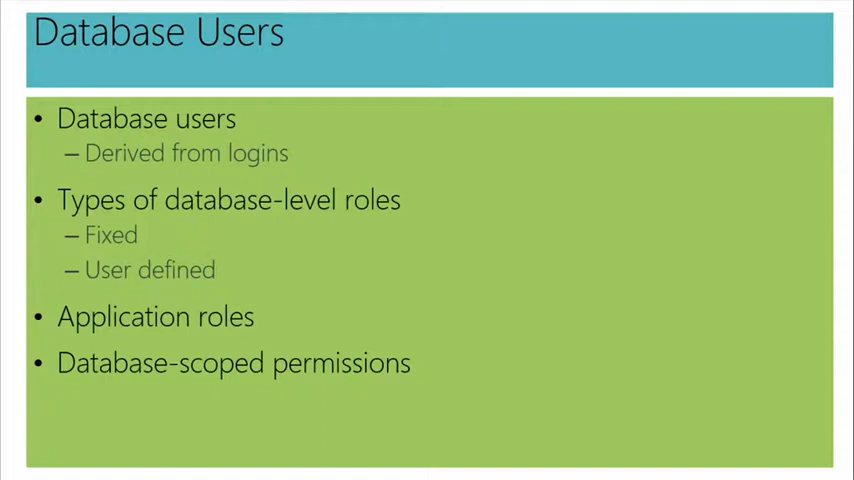 Database Users
• Database users
– Derived from logins
• Types of database-level roles
– Fixed
– User defined
• Application roles
• Database-scoped permissions